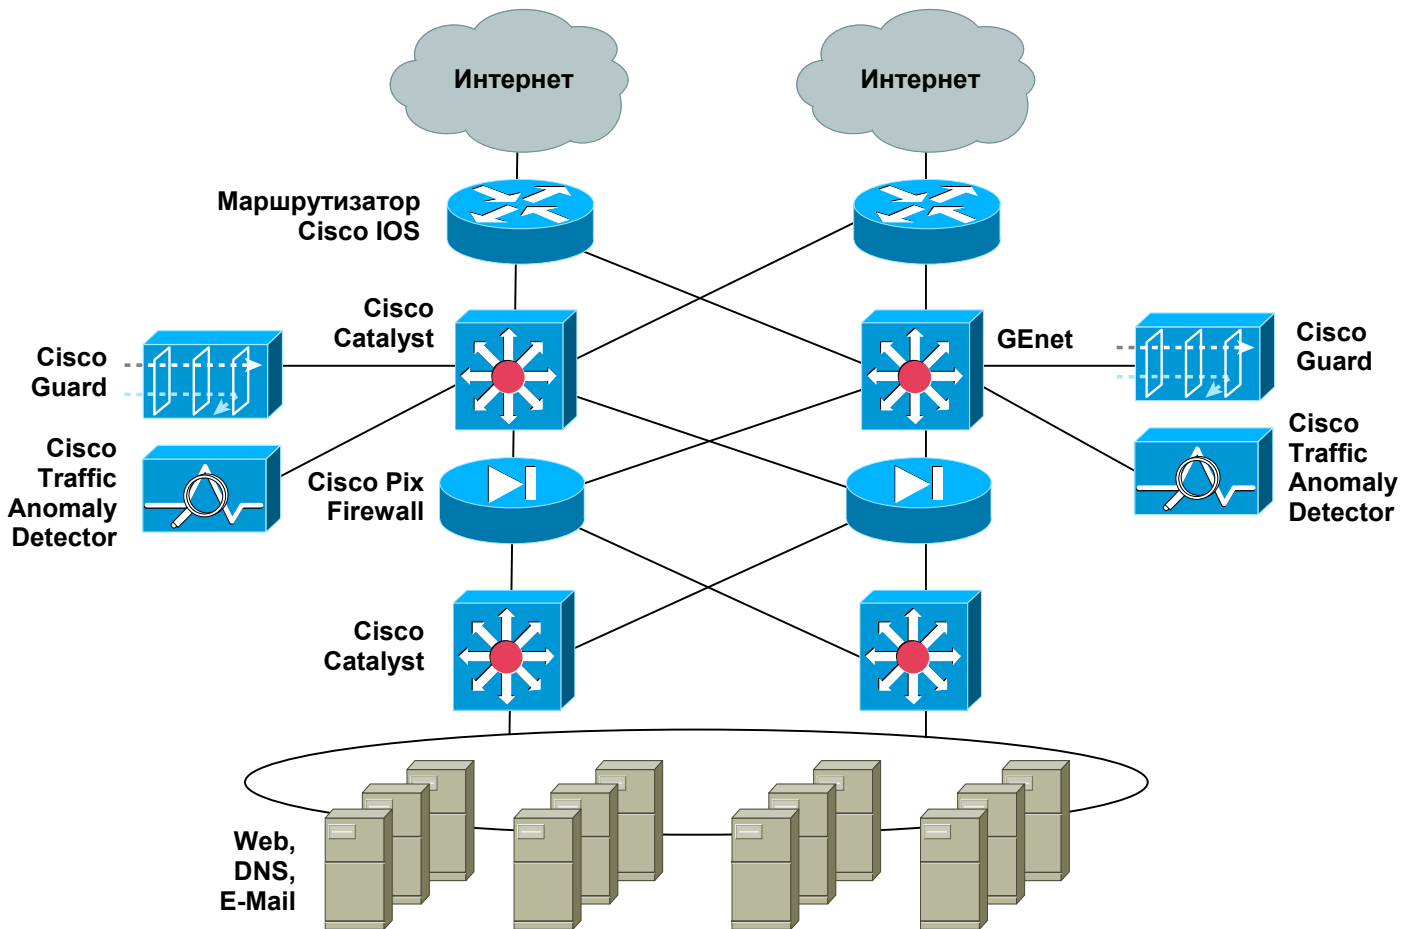 Интернет
Интернет
Маршрутизатор
Cisco IOS
Cisco
Catalyst
GEnet
Cisco
Guard
Cisco
Guard
Cisco
Traffic
Anomaly
Detector
Cisco Pix
Firewall
Cisco
Traffic
Anomaly
Detector
Cisco
Catalyst
Web,
DNS,
E-Mail